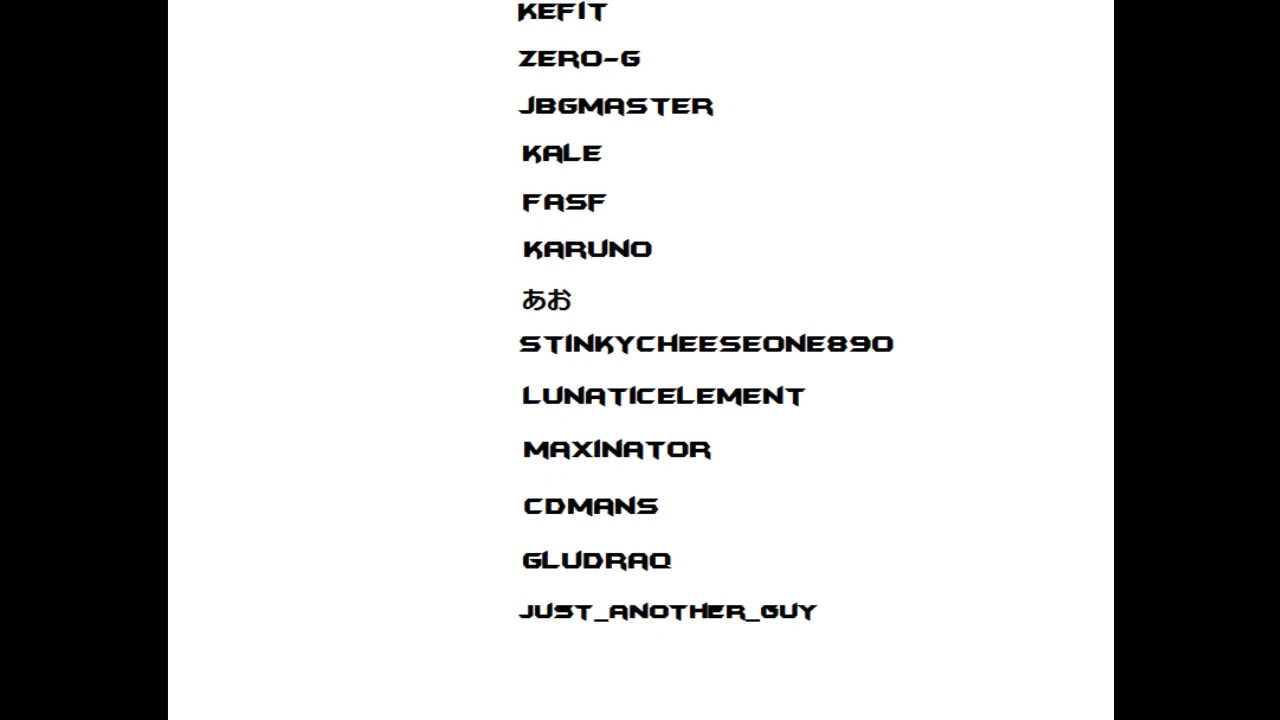 KEFIT
ZERO-G
JBGMASTER
KALE
FASF
KARUNO
あお
STINKYCHEESEONE890
LUNATICELEMENT
MAXINATOR
CDMANS
GLUDRAQ
JUST_ANOTHER_GUY